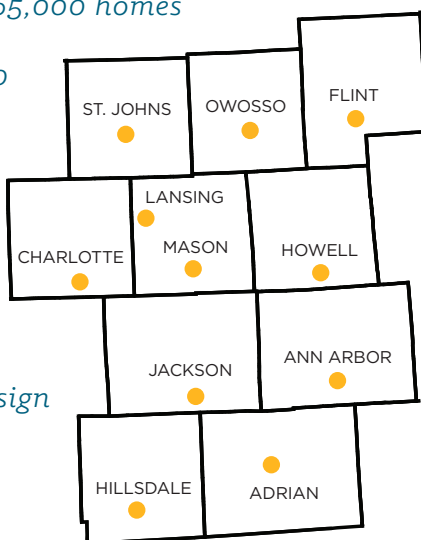 5,000 homes
FLINT
OWOSSO
ST. JOHNS
LANSING
MASON
HOWELL
CHARLOTTE
ANN ARBOR
JACKSON
sign
HILLSDALE
ADRIAN